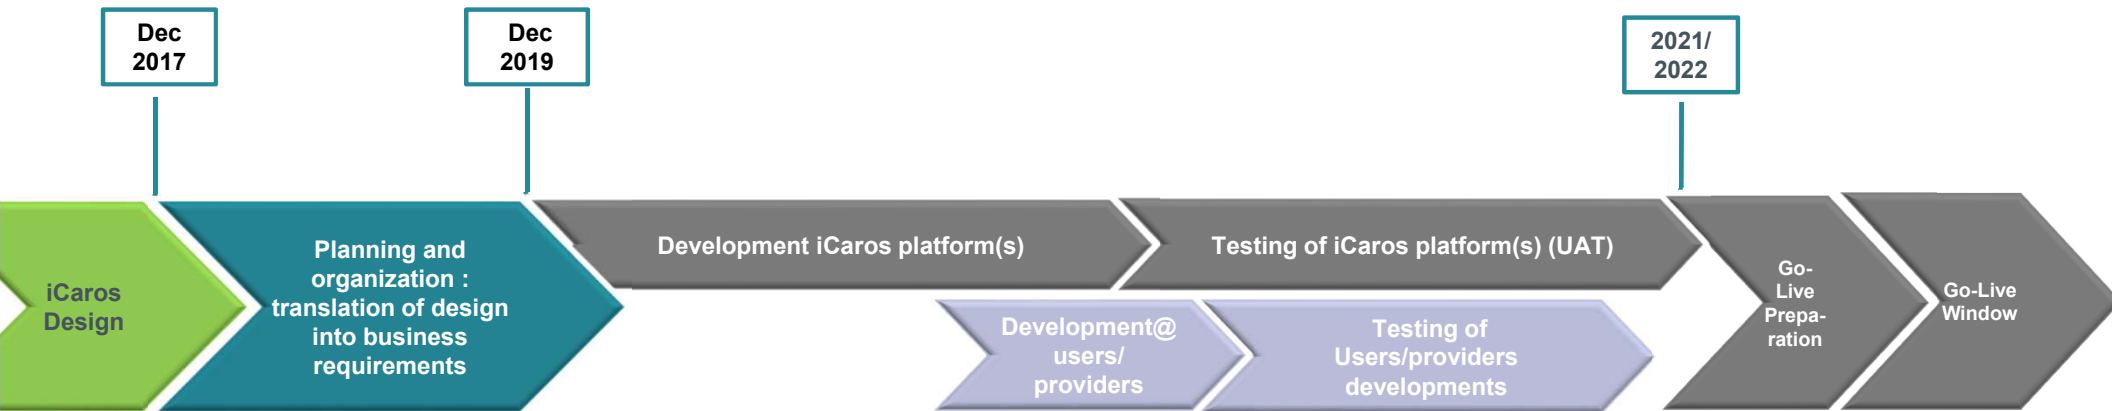 Dec
2017
Dec
2019
2021/
2022
iCaros
Design
Planning and
organization :
translation of design
into business
requirements
Development iCaros platform(s)
Testing of iCaros platform(s) (UAT)
Development@
users/
providers
Testing of
Users/providers
developments
Go-
Live
Prepa-
ration
Go-Live
Window